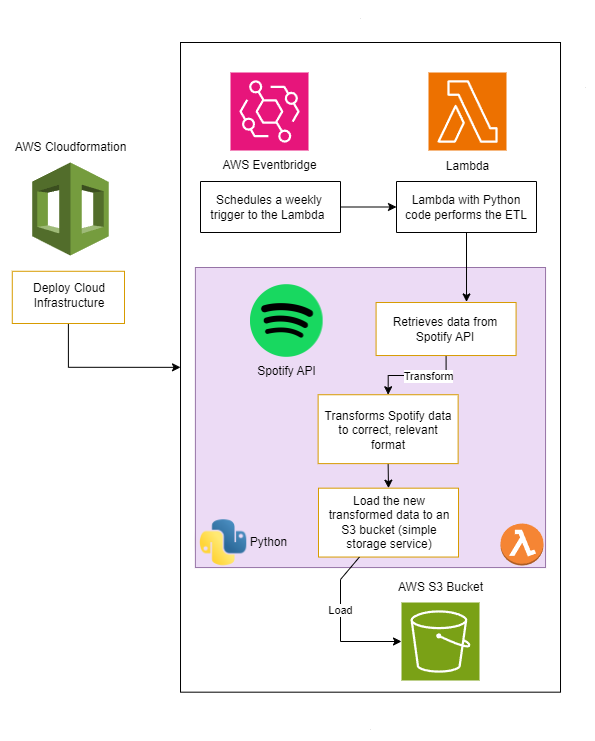 AWS Cloudformation
Deploy Cloud
Infrastructure
AWS Eventbridge
Lambda
Schedules a weekly
trigger to the Lambda
Lambda with Python
code performs the ETL
Spotify API
Retrieves data from
Spotify API
Transform
Transforms Spotify data
to correct, relevant
format
Load the new
transformed data to an
S3 bucket (simple
storage service)
Python
Load
AWS S3 Bucket